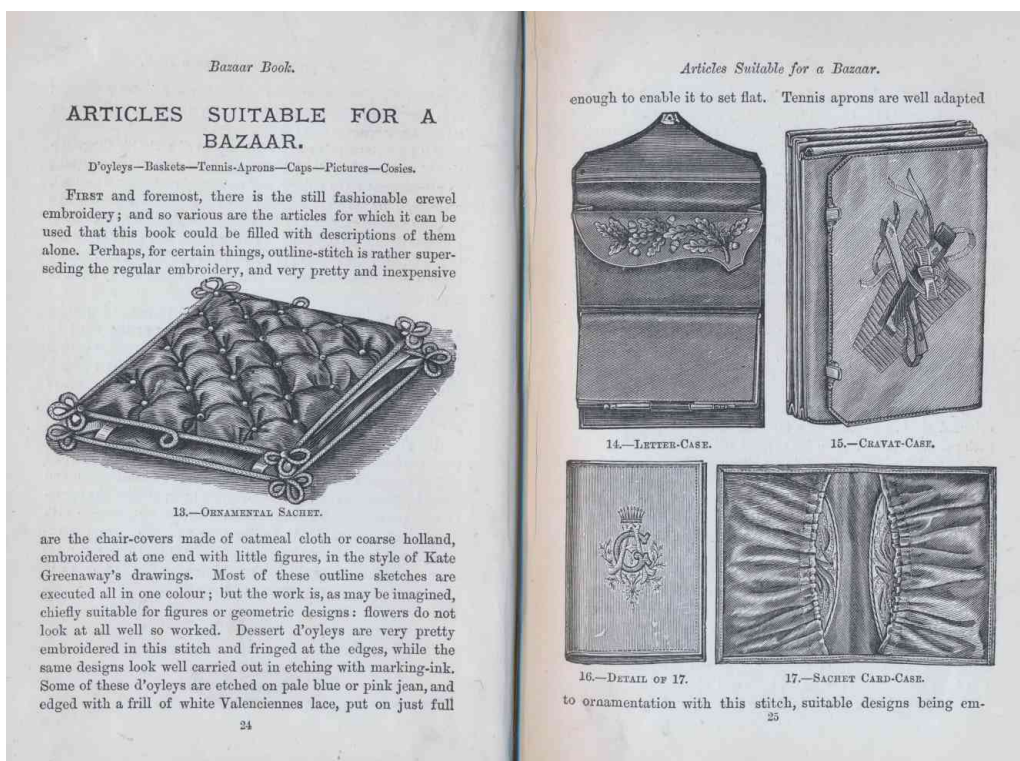 Bazaar Book.
ARTICLES SUITABLE FOR A
BAZAAR.
D'oyleys—Baskets—Tennis-Aprons—Caps—Pictures—Cosies.
FIRST and foremost, there is the still fashionable crewel
embroidery; and so various are the articles for which it can be
used that this book could be filled with descriptions of them
alone. Perhaps, for certain things, outline-stitch is rather super-
seding the regular embroidery, and very pretty and inexpensive
13.—ORNAMENTAL SACHET.
are the chair-covers made of oatmeal cloth or coarse holland,
embroidered at one end with little figures, in the style of Kate
Greenaway's drawings. Most of these outline sketches are
executed all in one colour; but the work is, as may be imagined,
chiefly suitable for figures or geometric designs: flowers do not
look at all well so worked. Dessert d'oyleys are very pretty
embroidered in this stitch and fringed at the edges, while the
same designs look well carried out in etching with marking-ink.
Some of these d'oyleys are etched on pale blue or pink jean, and
edged with a frill of white Valenciennes lace, put on just full
24
Articles Suitable for a Bazaar.
enough to enable it to set flat. Tennis aprons are well adapted
14.—LETTER-CASE.
15.—CRAVAT-CASE.
16.—DETAIL OF 17.
17.—SACHET CARD-CASE.
to ornamentation with this stitch, suitable designs being em-
25